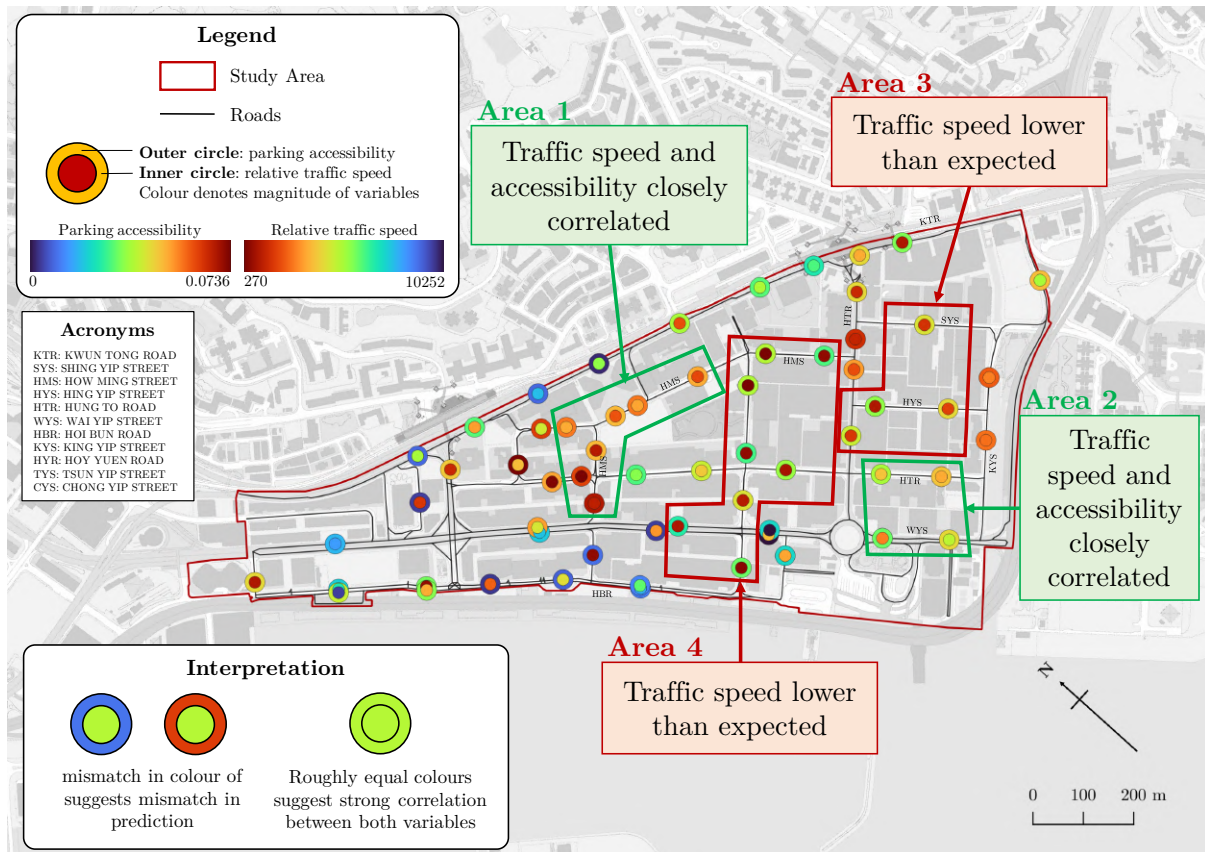 Legend
Study Area
Roads
Outer circle: parking accessibility
Inner circle: relative traffic speed
Colour denotes magnitude of variables
Parking accessibility
Relative traffic speed
0
0.0736
270
10252
Acronyms
KTR: KWUN TONG ROAD
SYS: SHING YIP STREET
HMS: HOW MING STREET
HYS: HING YIP STREET
HTR: HUNG TO ROAD
WYS: WAI YIP STREET
HBR: HOI BUN ROAD
KYS: KING YIP STREET
HYR: HOY YUEN ROAD
TYS: TSUN YIP STREET
CYS: CHONG YIP STREET
Area 1
Traffic speed and
accessibility closely
correlated
Area 3
Traffic speed lower
than expected
KTR
HTR
SYS
HMS
HMS
HYS
HMS
KYS
HTR
WYS
HBR
Area 2
Traffic
speed and
accessibility
closely
correlated
Area 4
Traffic speed lower
than expected
Interpretation
mismatch in colour of
suggests mismatch in
prediction
Roughly equal colours
suggest strong correlation
between both variables
N
0
100
200 m